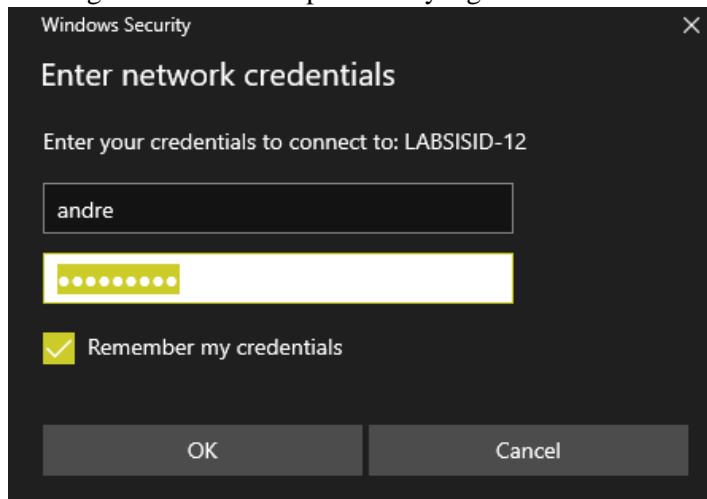 Windows Security
Enter network credentials
Enter your credentials to connect to: LABSISID-12
andre
•••••••••
Remember my credentials
OK
Cancel